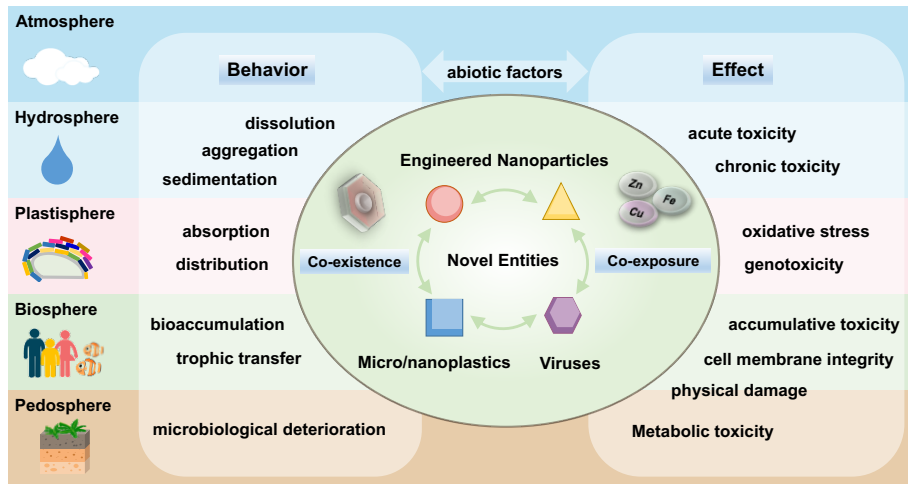 Atmosphere
Behavior
abiotic factors
Effect
Hydrosphere
dissolution
aggregation
sedimentation
Engineered Nanoparticles
Zn
Fe
Cu
acute toxicity
chronic toxicity
Plastisphere
absorption
distribution
Co-existence
Novel Entities
Co-exposure
oxidative stress
genotoxicity
Biosphere
bioaccumulation
trophic transfer
Micro/nanoplastics
Viruses
accumulative toxicity
cell membrane integrity
physical damage
Pedosphere
microbiological deterioration
Metabolic toxicity